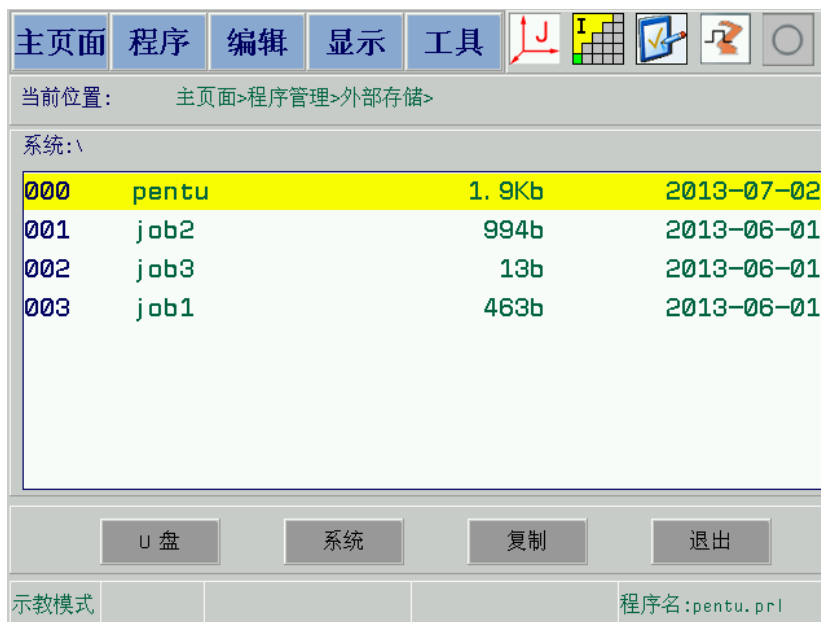 主页面 程序 编辑 显示 工具 J I
当前位置: 主页面>程序管理>外部存储>
系统:\
000 pentu 1.9Kb 2013-07-02
001 job2 994b 2013-06-01
002 job3 13b 2013-06-01
003 job1 463b 2013-06-01
U 盘 系统 复制 退出
示教模式 程序名:pentu.prl